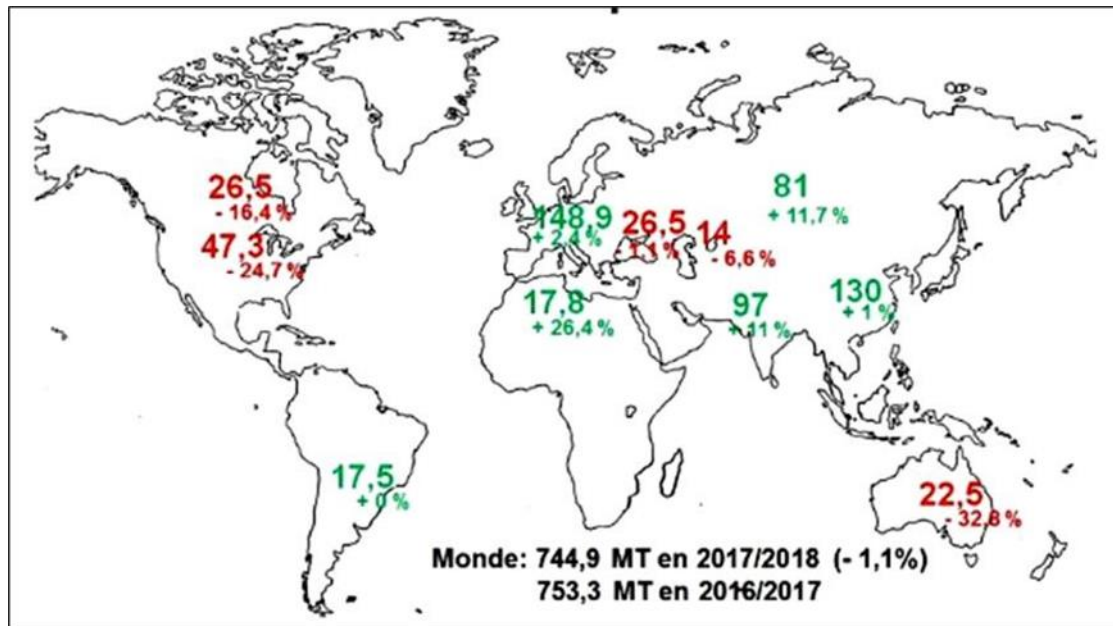 26,5
- 16,4 %
47,3
- 24,7 %
148,9
+ 2,4 %
26,5
- 1,1 %
14
- 6,6 %
81
+ 11,7 %
17,8
+ 26,4 %
97
+ 11 %
130
+ 1 %
17,5
+ 0 %
22,5
- 32,8 %
Monde: 744,9 MT en 2017/2018 (- 1,1%)
753,3 MT en 2016/2017